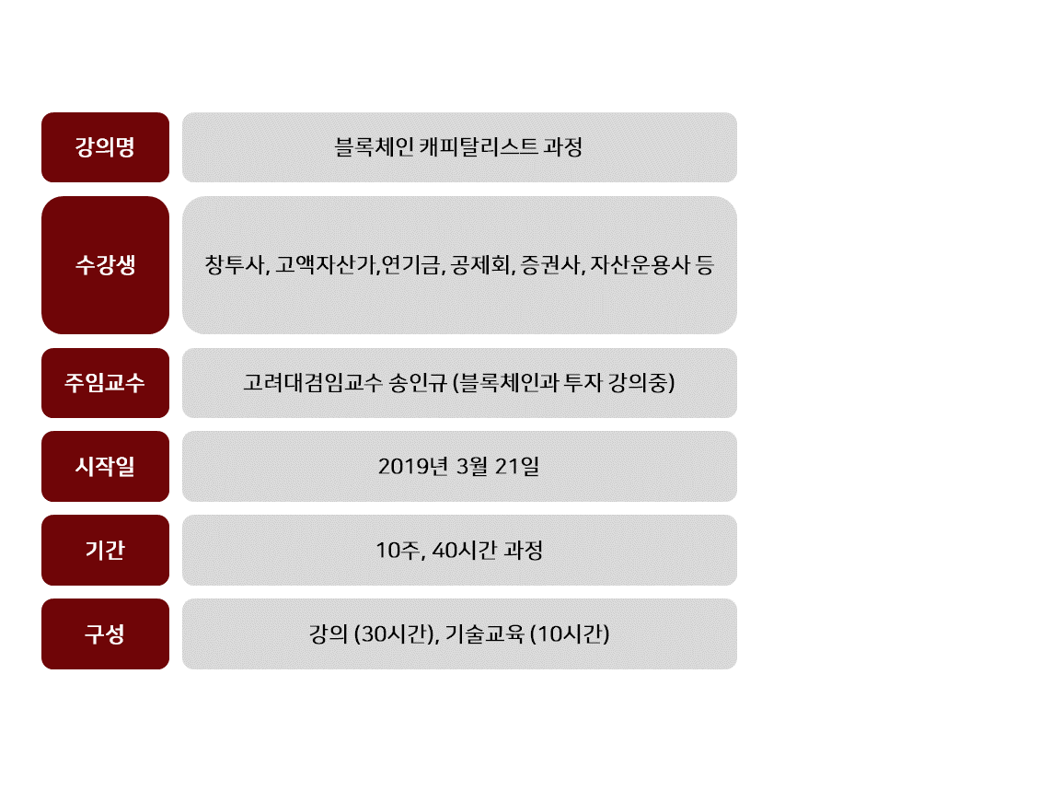 강의명
블록체인 캐피탈리스트 과정
수강생
창투사, 고액자산가,연기금, 공제회, 증권사, 자산운용사 등
주임교수
고려대겸임교수 송인규 (블록체인과 투자 강의중)
시작일
2019년 3월 21일
기간
10주, 40시간 과정
구성
강의 (30시간), 기술교육 (10시간)